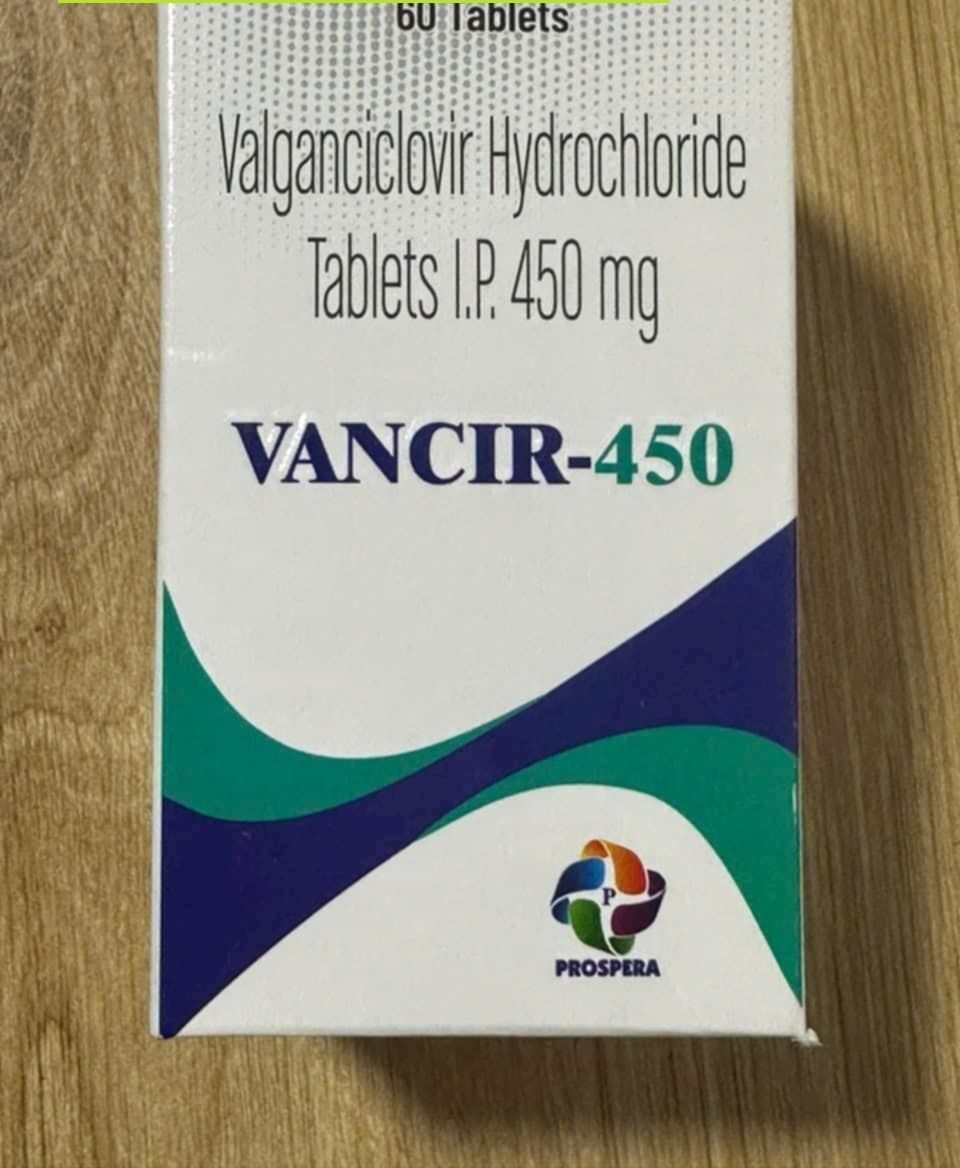 60 Tablets
Valganciclovir Hydrochloride
Tablets I.P. 450 mg
VANCIR-450
P
PROSPERA